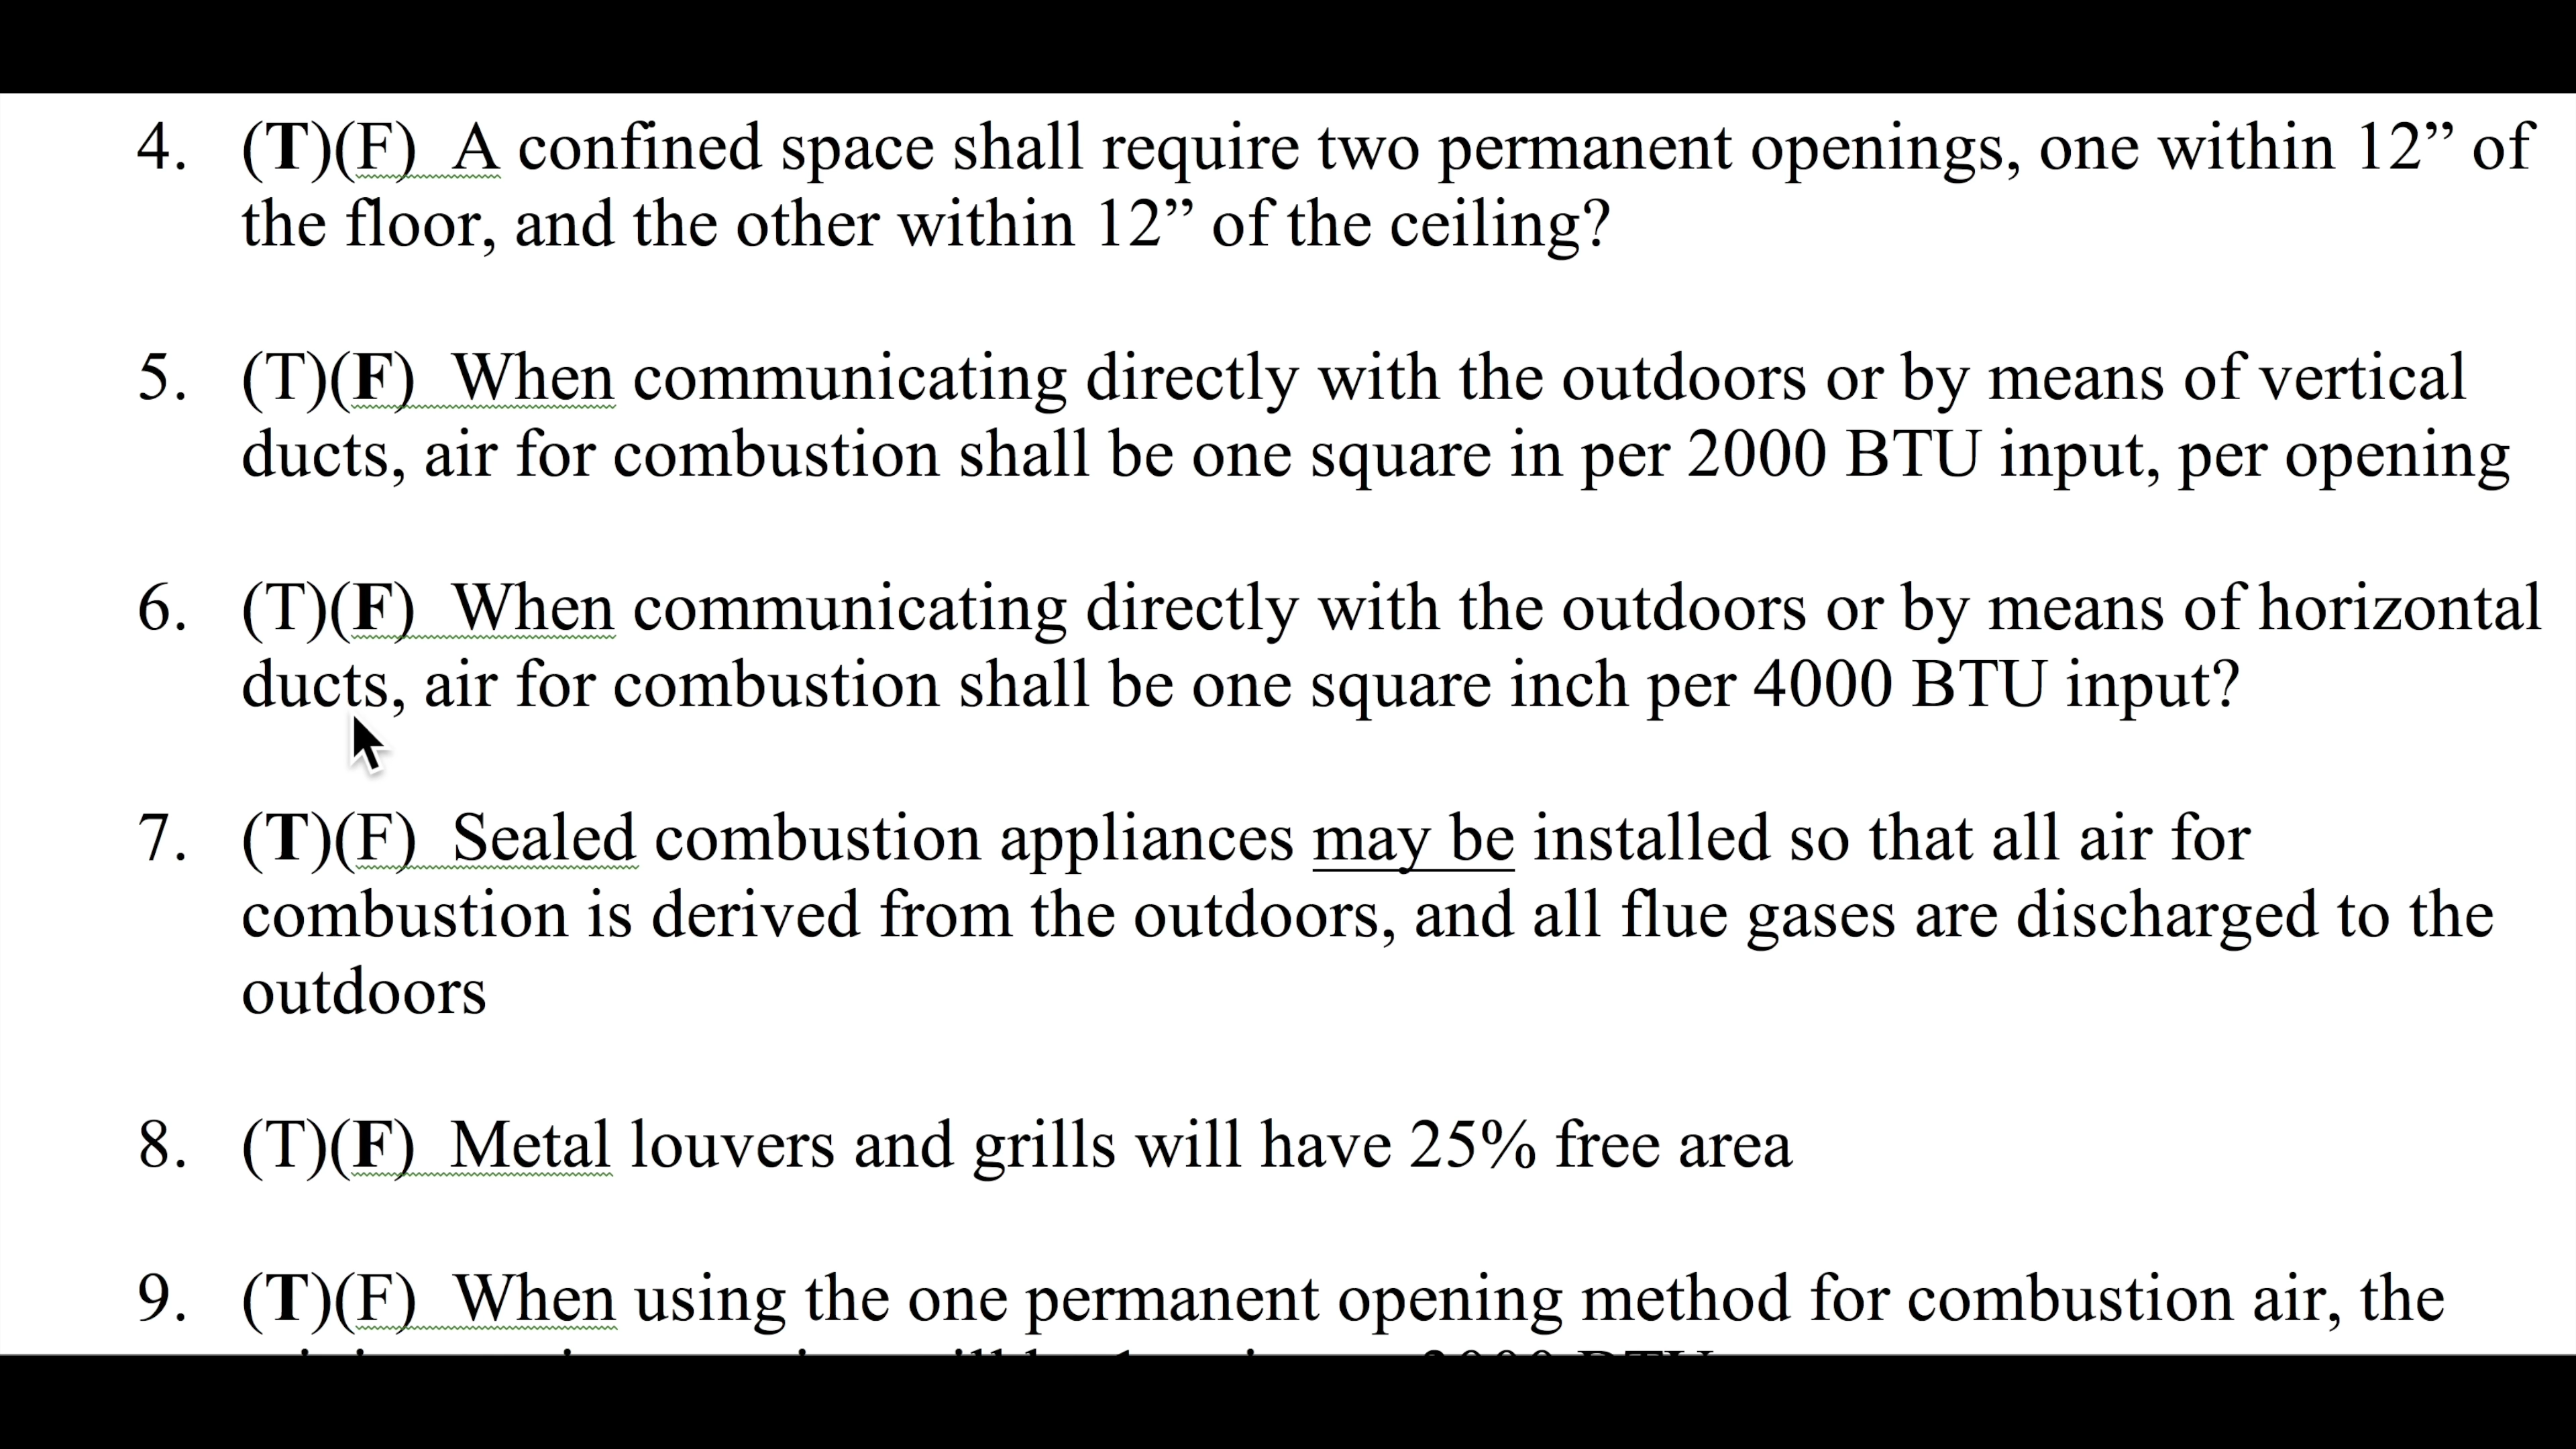 4. (T)(F) A confined space shall require two permanent openings, one within 12” of
the floor, and the other within 12” of the ceiling?
5. (T)(F) When communicating directly with the outdoors or by means of vertical
ducts, air for combustion shall be one square in per 2000 BTU input, per opening
6. (T)(F) When communicating directly with the outdoors or by means of horizontal
ducts, air for combustion shall be one square inch per 4000 BTU input?
7. (T)(F) Sealed combustion appliances may be installed so that all air for
combustion is derived from the outdoors, and all flue gases are discharged to the
outdoors
8. (T)(F) Metal louvers and grills will have 25% free area
9. (T)(F) When using the one permanent opening method for combustion air, the